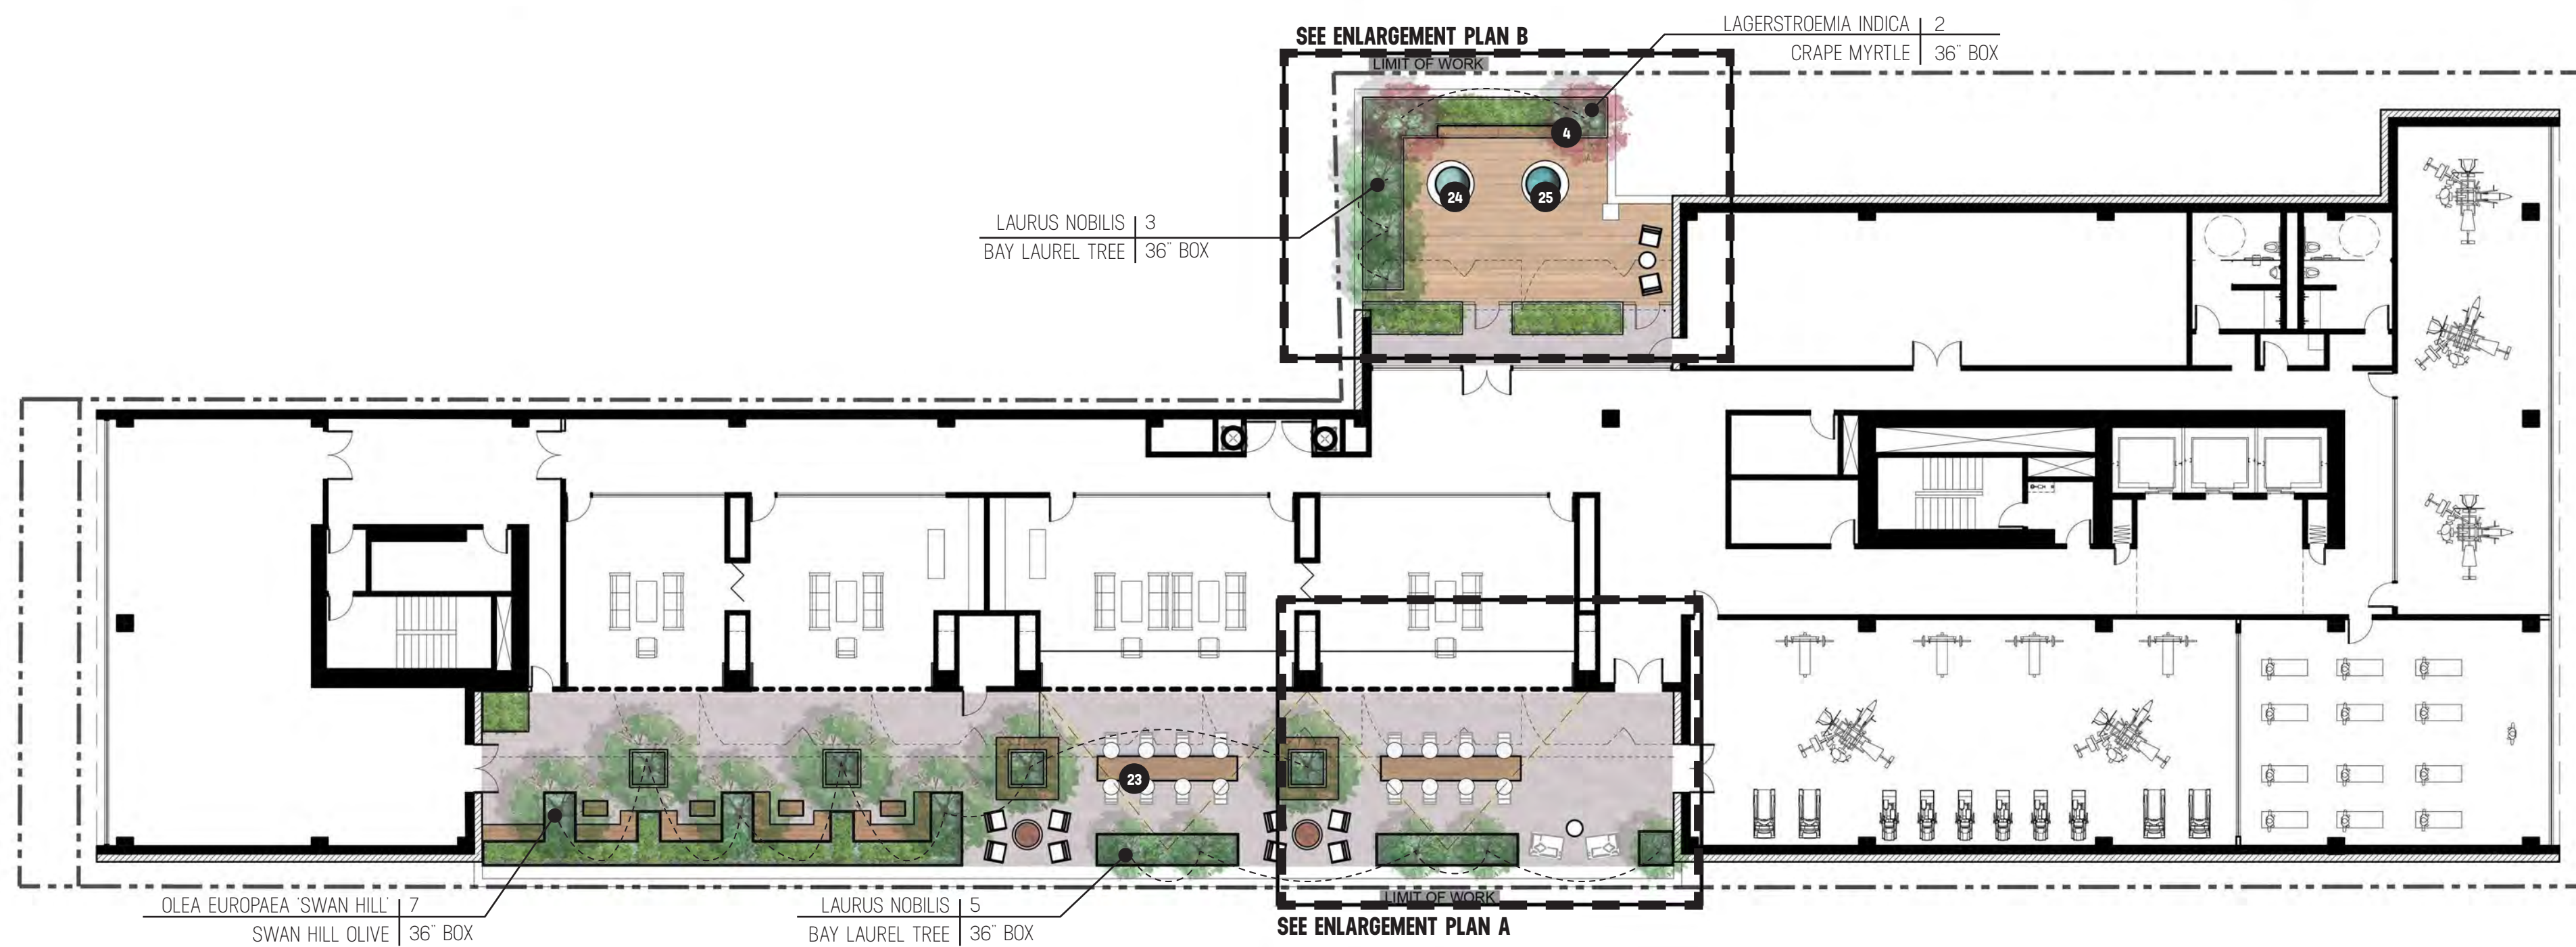 SEE ENLARGEMENT PLAN B
LIMIT OF WORK
LAGERSTROEMIA INDICA 2
CRAPE MYRTLE 36" BOX
4
24
25
LAURUS NOBILIS 3
BAY LAUREL TREE 36" BOX
23
OLEA EUROPAEA 'SWAN HILL' 7
SWAN HILL OLIVE 36" BOX
LAURUS NOBILIS 5
BAY LAUREL TREE 36" BOX
LIMIT OF WORK
SEE ENLARGEMENT PLAN A